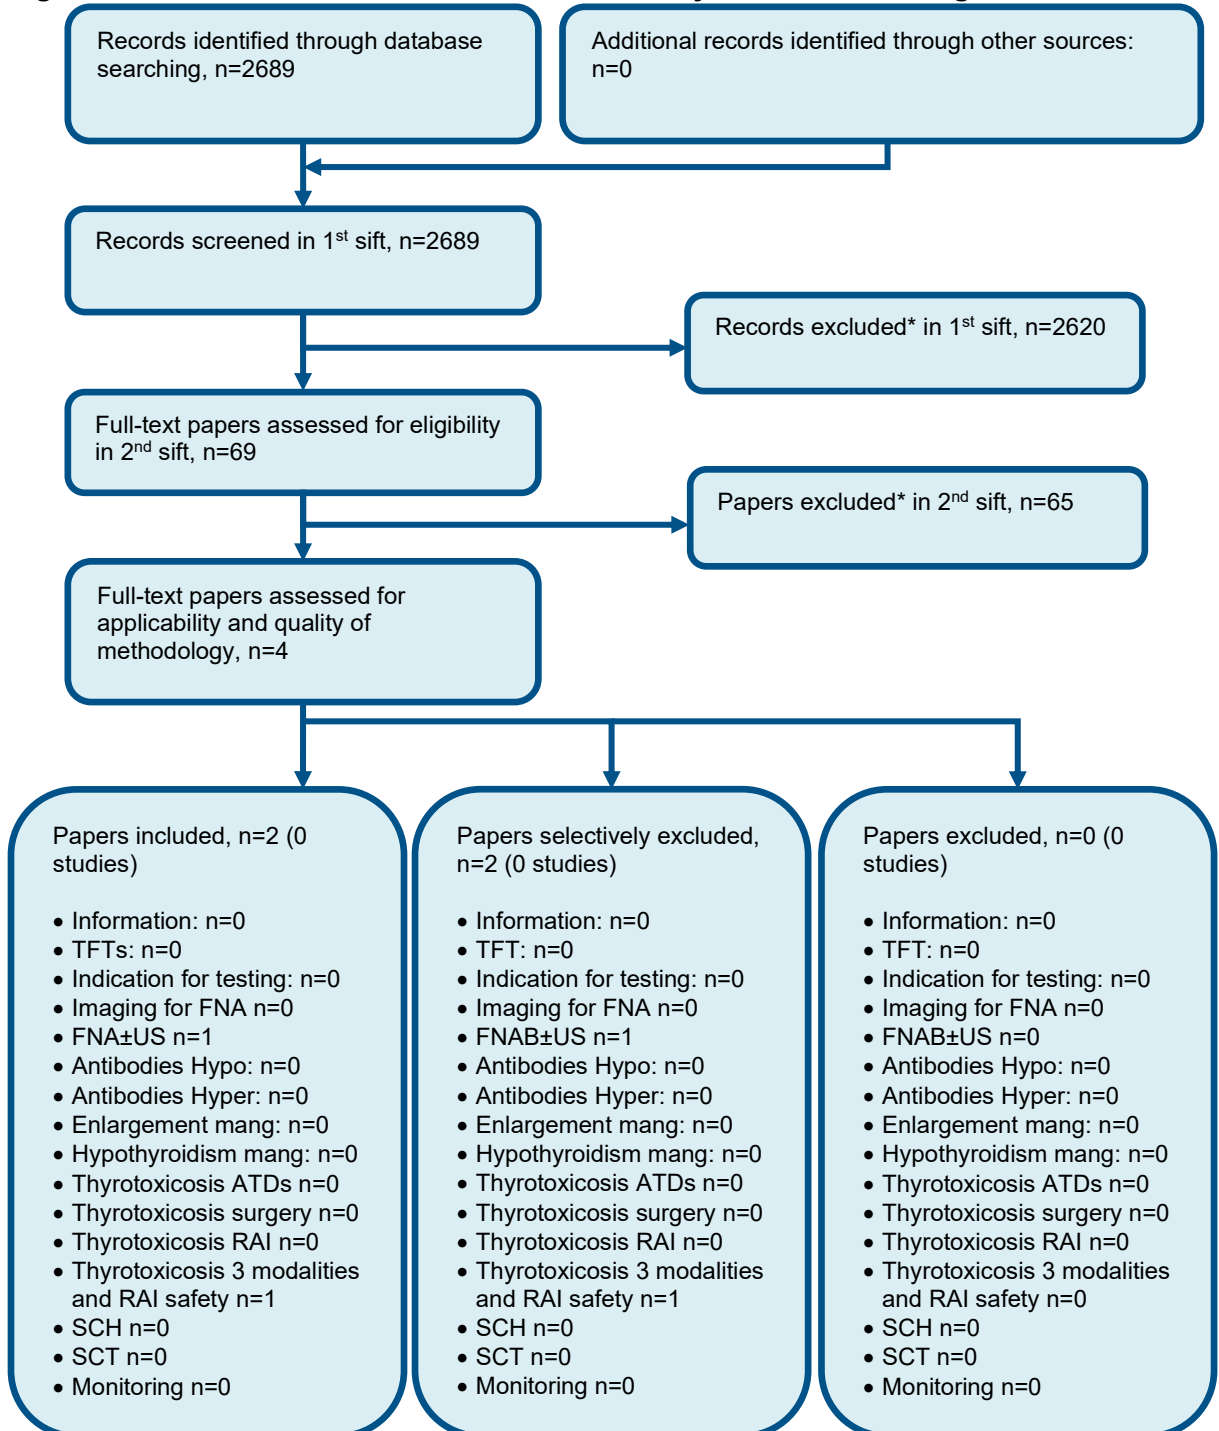 Records identified through database
searching, n=2689
Additional records identified through other sources:
n=0
Records screened in 1st sift, n=2689
Records excluded* in 1st sift, n=2620
Full-text papers assessed for eligibility
in 2nd sift, n=69
Papers excluded* in 2nd sift, n=65
Full-text papers assessed for
applicability and quality of
methodology, n=4
Papers included, n=2 (0
studies)
• Information: n=0
• TFTs: n=0
• Indication for testing: n=0
• Imaging for FNA n=0
• FNA±US n=1
• Antibodies Hypo: n=0
• Antibodies Hyper: n=0
• Enlargement mang: n=0
• Hypothyroidism mang: n=0
• Thyrotoxicosis ATDs n=0
• Thyrotoxicosis surgery n=0
• Thyrotoxicosis RAI n=0
• Thyrotoxicosis 3 modalities
and RAI safety n=1
• SCH n=0
• SCT n=0
• Monitoring n=0
Papers selectively excluded,
n=2 (0 studies)
• Information: n=0
• TFT: n=0
• Indication for testing: n=0
• Imaging for FNA n=0
• FNAB±US n=1
• Antibodies Hypo: n=0
• Antibodies Hyper: n=0
• Enlargement mang: n=0
• Hypothyroidism mang: n=0
• Thyrotoxicosis ATDs n=0
• Thyrotoxicosis surgery n=0
• Thyrotoxicosis RAI n=0
• Thyrotoxicosis 3 modalities
and RAI safety n=1
• SCH n=0
• SCT n=0
• Monitoring n=0
Papers excluded, n=0 (0
studies)
• Information: n=0
• TFT: n=0
• Indication for testing: n=0
• Imaging for FNA n=0
• FNAB±US n=0
• Antibodies Hypo: n=0
• Antibodies Hyper: n=0
• Enlargement mang: n=0
• Hypothyroidism mang: n=0
• Thyrotoxicosis ATDs n=0
• Thyrotoxicosis surgery n=0
• Thyrotoxicosis RAI n=0
• Thyrotoxicosis 3 modalities
and RAI safety n=0
• SCH n=0
• SCT n=0
• Monitoring n=0